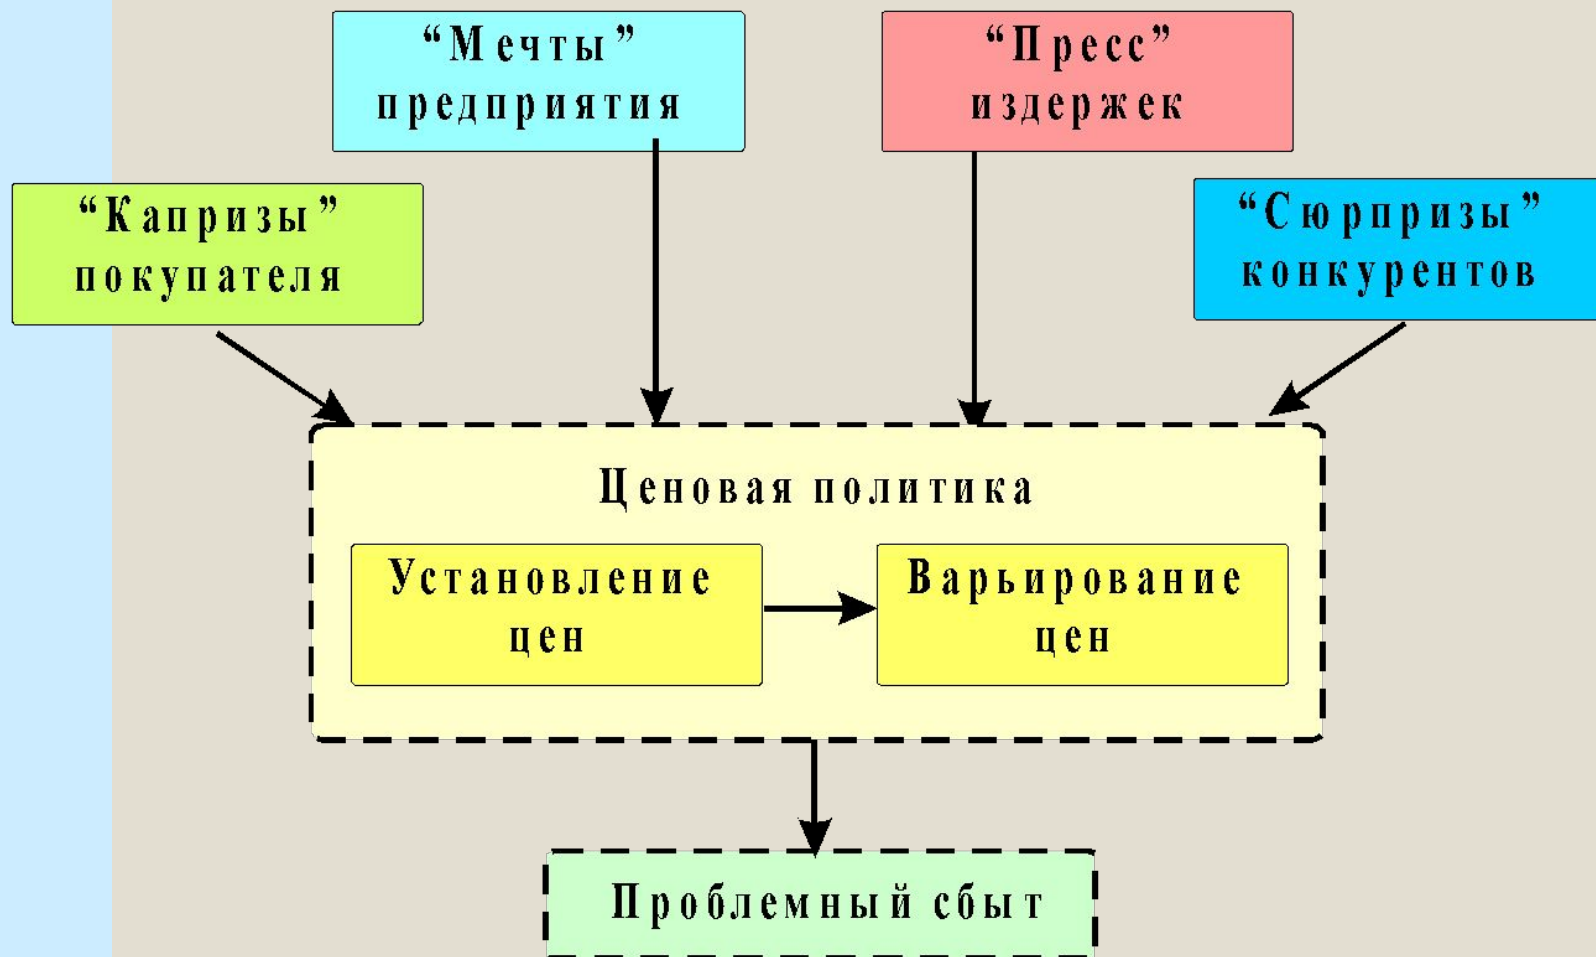 “Мечты”
предприятия
“Пресс”
издержек
“Капризы”
покупателя
“Сюрпризы”
конкурентов
Ценовая политика
Установление
цен
Варьирование
цен
Проблемный сбыт